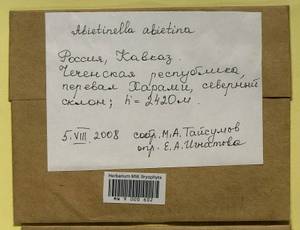 Abietinella abietina
Россия, Кавказ.
Чеченская республика,
перевал Харами, северный
склон; h = 2420 м.
5.VIII 2008 собр. М.А. Тайсумов
опр. Е.А. Игнатова
Herbarium MW, Bryophyta